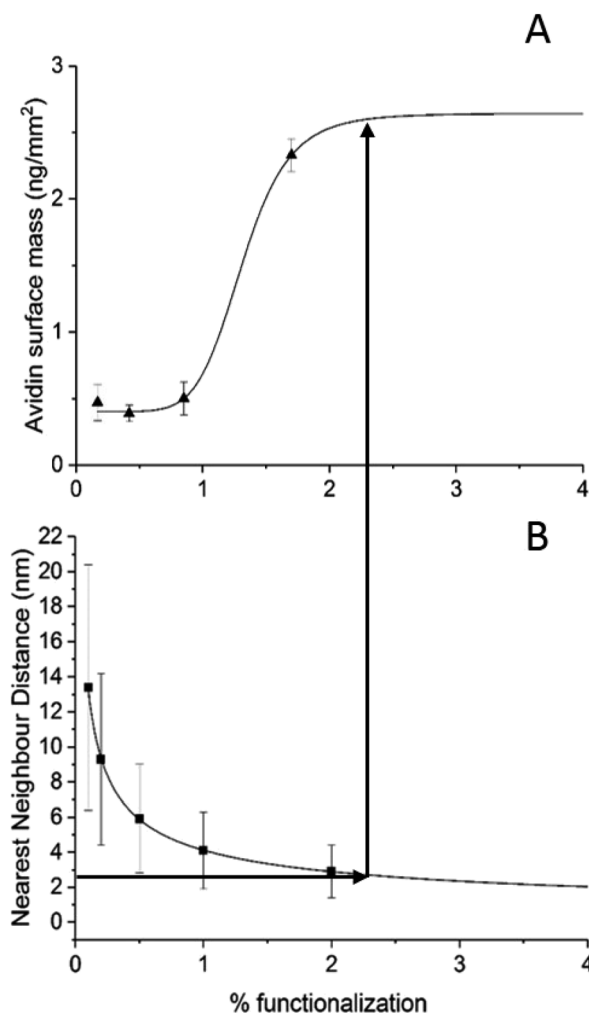 A
Avidin surface mass (ng/mm²)
3
2
1
0
0 1 2 3 4
B
Nearest Neighbour Distance (nm)
22
20
18
16
14
12
10
8
6
4
2
0
0 1 2 3 4
% functionalization